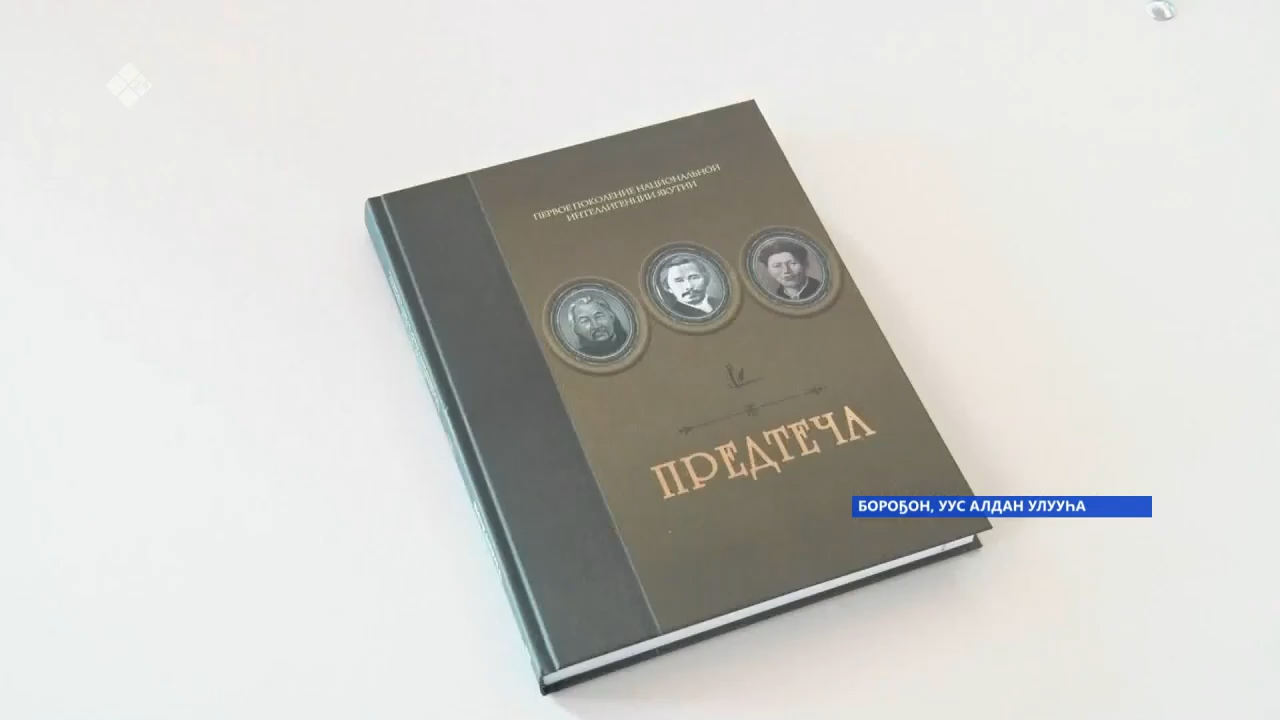 ПЕРВОЕ ПОКОЛЕНИЕ НАЦИОНАЛЬНОЙ
ИНТЕЛЛИГЕНЦИИ ЯКУТИИ
ПРЕДТЕЧА
БОРОҔОН, УУС АЛДАН УЛУУҺА